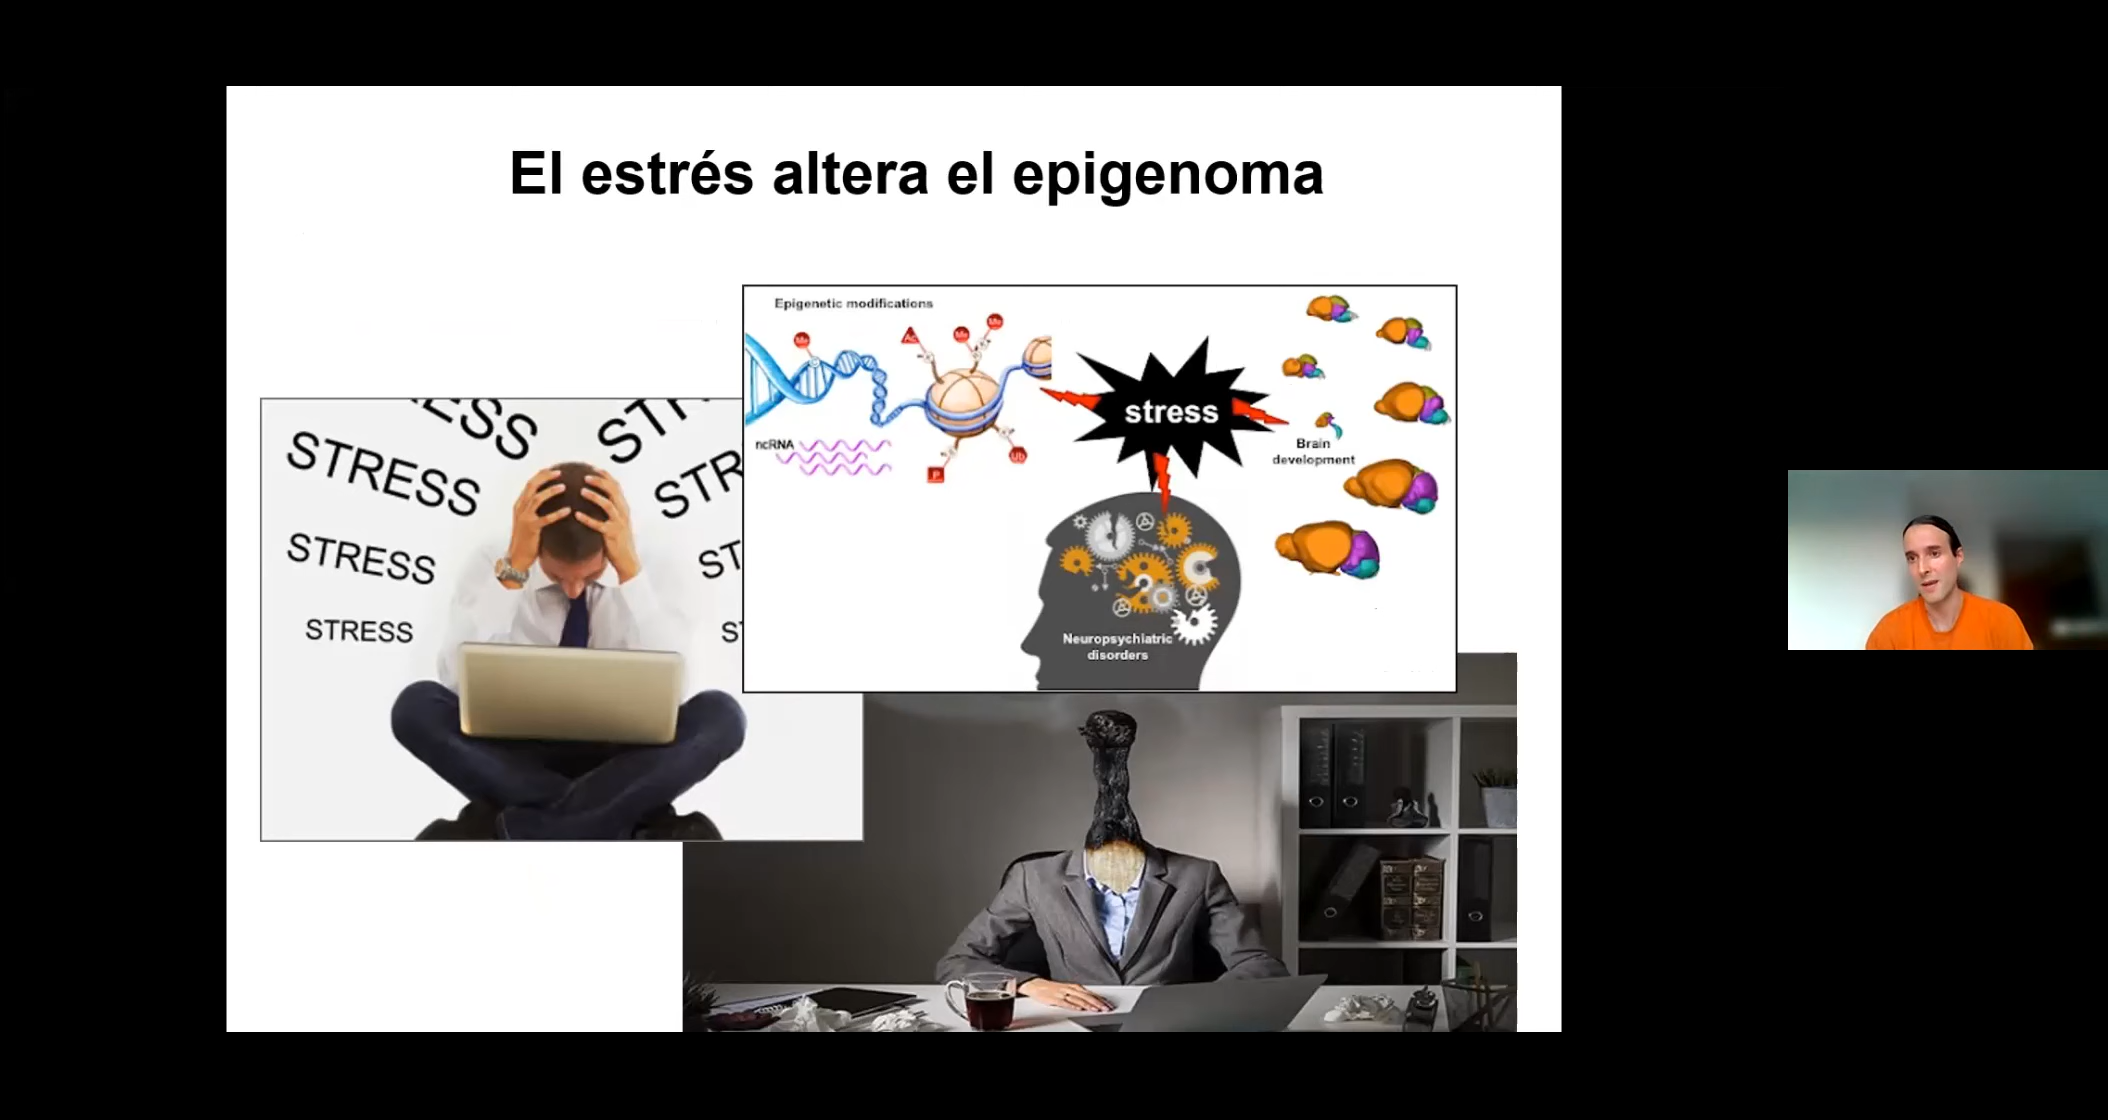 El estrés altera el epigenoma
Epigenetic modifications
Me
Ac
Me
Me
ncRNA
P
Ub
stress
Brain
development
Neuropsychiatric
disorders
STRESS
STRESS
STRESS